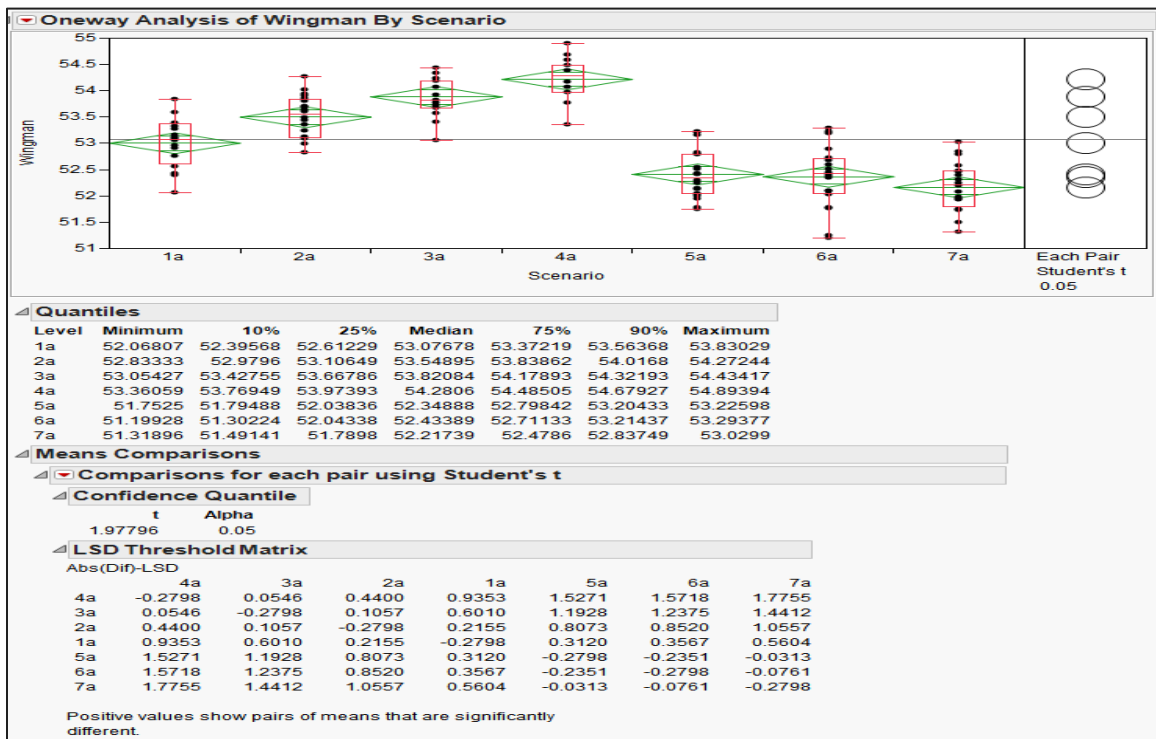 Oneway Analysis of Wingman By Scenario
55
54.5
54
53.5
53
52.5
52
51.5
51
Wingman
1a 2a 3a 4a 5a 6a 7a
Scenario
Each Pair
Student's t
0.05
Quantiles
Level Minimum 10% 25% Median 75% 90% Maximum
1a 52.06807 52.39568 52.61229 53.07678 53.37219 53.56368 53.83029
2a 52.83333 52.9796 53.10649 53.54895 53.83862 54.0168 54.27244
3a 53.05427 53.42755 53.66786 53.82084 54.17893 54.32193 54.43417
4a 53.36059 53.76949 53.97393 54.2806 54.48505 54.67927 54.89394
5a 51.7525 51.79488 52.03836 52.34888 52.79842 53.20433 53.22598
6a 51.19928 51.30224 52.04338 52.43389 52.71133 53.21437 53.29377
7a 51.31896 51.49141 51.7898 52.21739 52.4786 52.83749 53.0299
Means Comparisons
Comparisons for each pair using Student's t
Confidence Quantile
t Alpha
1.97796 0.05
LSD Threshold Matrix
Abs(Dif)-LSD
4a 3a 2a 1a 5a 6a 7a
4a -0.2798 0.0546 0.4400 0.9353 1.5271 1.5718 1.7755
3a 0.0546 -0.2798 0.1057 0.6010 1.1928 1.2375 1.4412
2a 0.4400 0.1057 -0.2798 0.2155 0.8073 0.8520 1.0557
1a 0.9353 0.6010 0.2155 -0.2798 0.3120 0.3567 0.5604
5a 1.5271 1.1928 0.8073 0.3120 -0.2798 -0.2351 -0.0313
6a 1.5718 1.2375 0.8520 0.3567 -0.2351 -0.2798 -0.0761
7a 1.7755 1.4412 1.0557 0.5604 -0.0313 -0.0761 -0.2798
Positive values show pairs of means that are significantly
different.